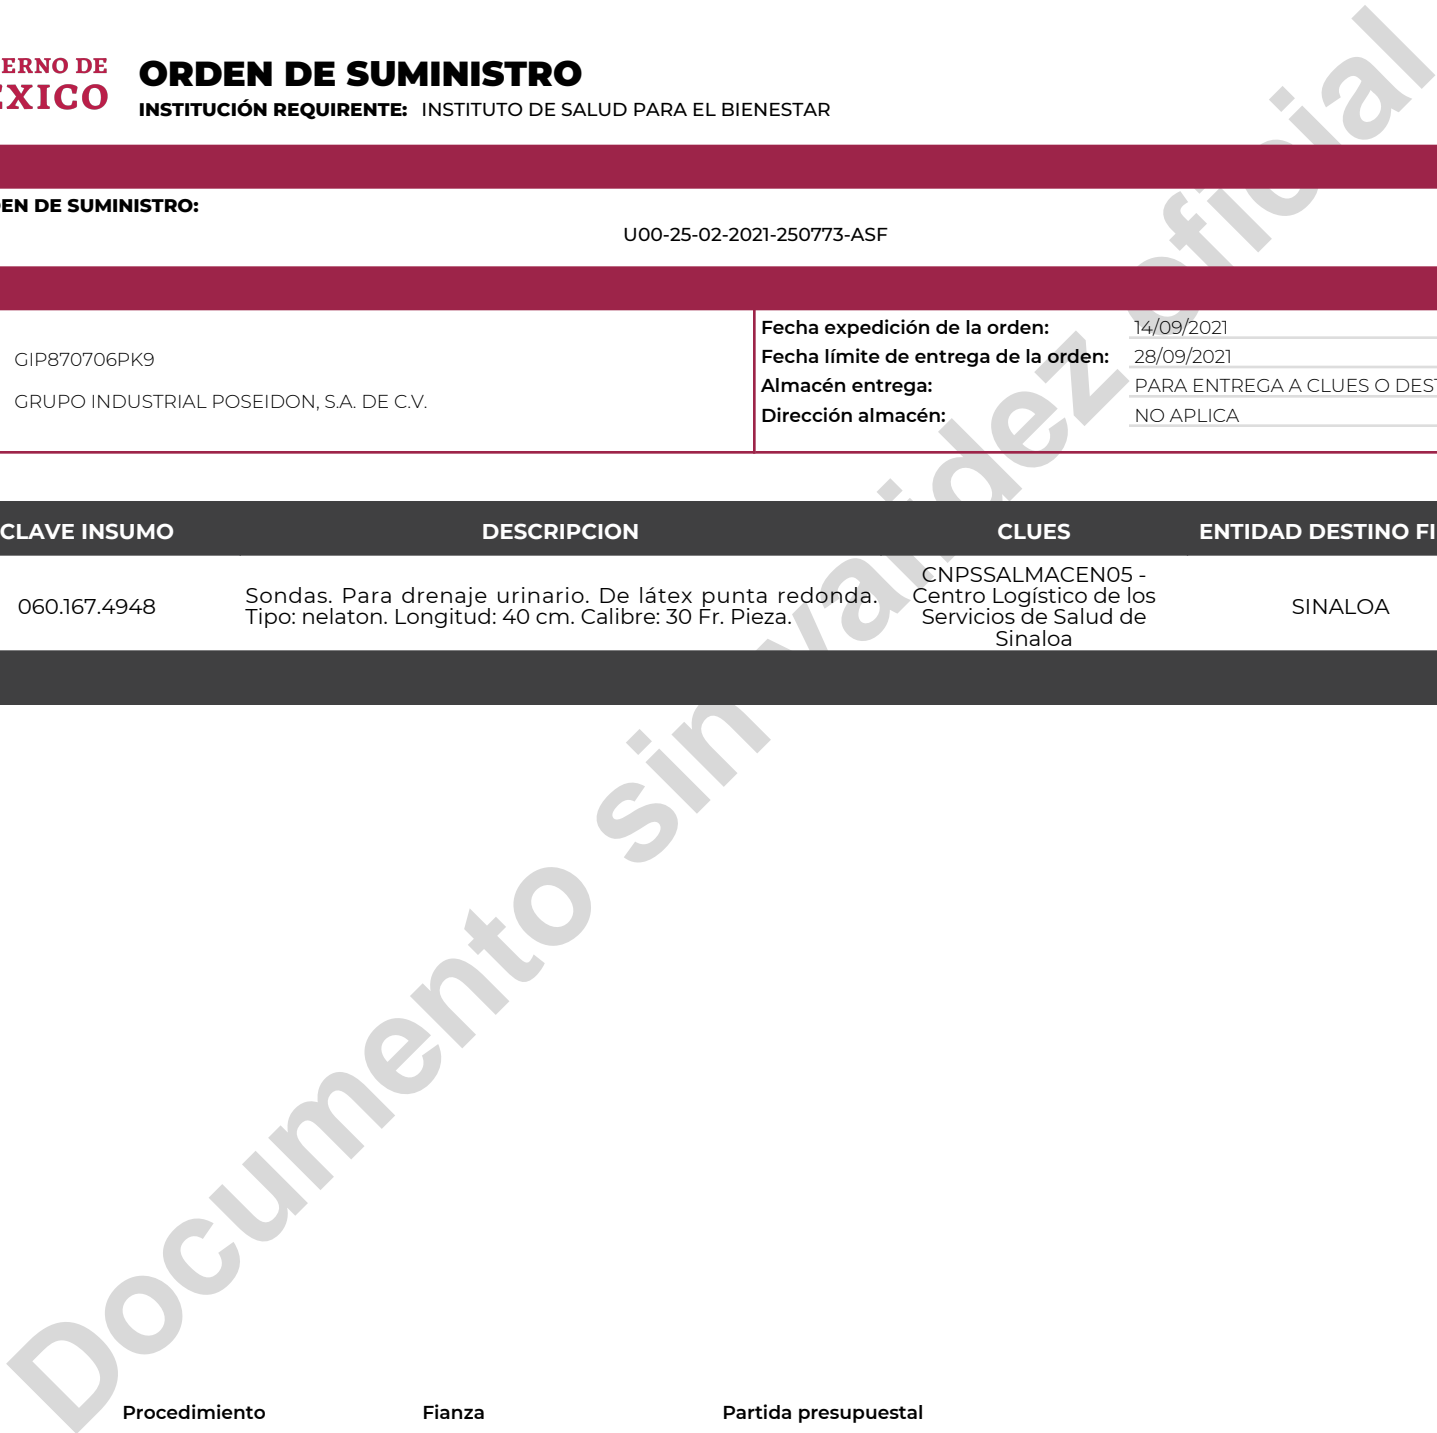 ERNO DE
ÉXICO
ORDEN DE SUMINISTRO
INSTITUCIÓN REQUIRENTE: INSTITUTO DE SALUD PARA EL BIENESTAR
EN DE SUMINISTRO:
U00-25-02-2021-250773-ASF
GIP870706PK9
GRUPO INDUSTRIAL POSEIDON, S.A. DE C.V.
Fecha expedición de la orden: 14/09/2021
Fecha límite de entrega de la orden: 28/09/2021
Almacén entrega: PARA ENTREGA A CLUES O DEST
Dirección almacén: NO APLICA
CLAVE INSUMO DESCRIPCION CLUES ENTIDAD DESTINO FI
060.167.4948
Sondas. Para drenaje urinario. De látex punta redonda.
Tipo: nelaton. Longitud: 40 cm. Calibre: 30 Fr. Pieza.
CNPSSALMACEN05 -
Centro Logístico de los
Servicios de Salud de
Sinaloa
SINALOA
Documento sin validez oficial
Procedimiento Fianza Partida presupuestal